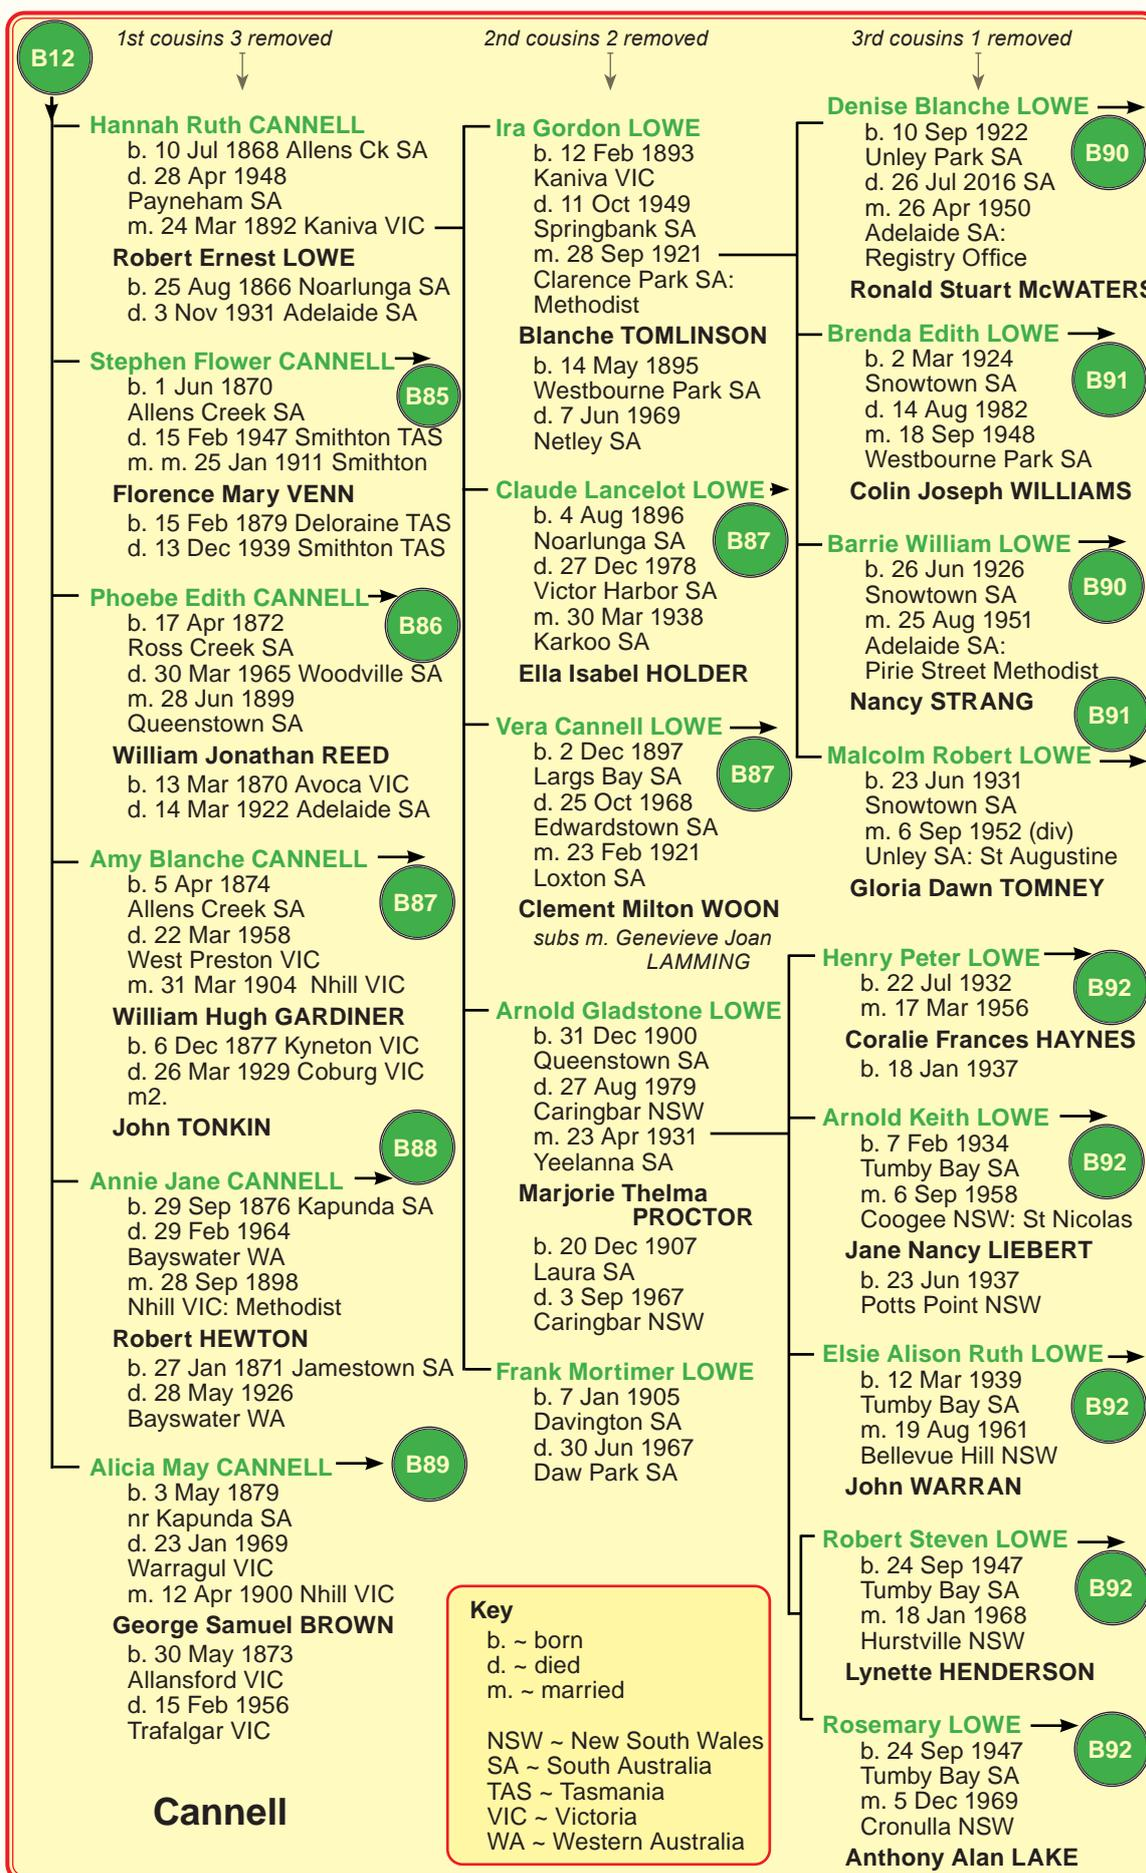 B12
1st cousins 3 removed
Hannah Ruth CANNELL
b. 10 Jul 1868 Allens Ck SA
d. 28 Apr 1948
Payneham SA
m. 24 Mar 1892 Kaniva VIC
Robert Ernest LOWE
b. 25 Aug 1866 Noarlunga SA
d. 3 Nov 1931 Adelaide SA
Stephen Flower CANNELL
B85
b. 1 Jun 1870
Allens Creek SA
d. 15 Feb 1947 Smithton TAS
m. m. 25 Jan 1911 Smithton
Florence Mary VENN
b. 15 Feb 1879 Deloraine TAS
d. 13 Dec 1939 Smithton TAS
Phoebe Edith CANNELL
B86
b. 17 Apr 1872
Ross Creek SA
d. 30 Mar 1965 Woodville SA
m. 28 Jun 1899
Queenstown SA
William Jonathan REED
b. 13 Mar 1870 Avoca VIC
d. 14 Mar 1922 Adelaide SA
Amy Blanche CANNELL
B87
b. 5 Apr 1874
Allens Creek SA
d. 22 Mar 1958
West Preston VIC
m. 31 Mar 1904 Nhill VIC
William Hugh GARDINER
b. 6 Dec 1877 Kyneton VIC
d. 26 Mar 1929 Coburg VIC
m2.
John TONKIN
B88
Annie Jane CANNELL
b. 29 Sep 1876 Kapunda SA
d. 29 Feb 1964
Bayswater WA
m. 28 Sep 1898
Nhill VIC: Methodist
Robert HEWTON
b. 27 Jan 1871 Jamestown SA
d. 28 May 1926
Bayswater WA
Alicia May CANNELL
B89
b. 3 May 1879
nr Kapunda SA
d. 23 Jan 1969
Warragul VIC
m. 12 Apr 1900 Nhill VIC
George Samuel BROWN
b. 30 May 1873
Allansford VIC
d. 15 Feb 1956
Trafalgar VIC
Cannell
2nd cousins 2 removed
Ira Gordon LOWE
b. 12 Feb 1893
Kaniva VIC
d. 11 Oct 1949
Springbank SA
m. 28 Sep 1921
Clarence Park SA:
Methodist
Blanche TOMLINSON
b. 14 May 1895
Westbourne Park SA
d. 7 Jun 1969
Netley SA
Claude Lancelot LOWE
B87
b. 4 Aug 1896
Noarlunga SA
d. 27 Dec 1978
Victor Harbor SA
m. 30 Mar 1938
Karkoo SA
Ella Isabel HOLDER
Vera Cannell LOWE
B87
b. 2 Dec 1897
Largs Bay SA
d. 25 Oct 1968
Edwardstown SA
m. 23 Feb 1921
Loxton SA
Clement Milton WOON
subs m. Genevieve Joan
LAMMING
Arnold Gladstone LOWE
b. 31 Dec 1900
Queenstown SA
d. 27 Aug 1979
Caringbar NSW
m. 23 Apr 1931
Yeelanna SA
Marjorie Thelma
PROCTOR
b. 20 Dec 1907
Laura SA
d. 3 Sep 1967
Caringbar NSW
Frank Mortimer LOWE
b. 7 Jan 1905
Davington SA
d. 30 Jun 1967
Daw Park SA
Key
b. ~ born
d. ~ died
m. ~ married
NSW ~ New South Wales
SA ~ South Australia
TAS ~ Tasmania
VIC ~ Victoria
WA ~ Western Australia
3rd cousins 1 removed
Denise Blanche LOWE
B90
b. 10 Sep 1922
Unley Park SA
d. 26 Jul 2016 SA
m. 26 Apr 1950
Adelaide SA:
Registry Office
Ronald Stuart McWATERS
Brenda Edith LOWE
B91
b. 2 Mar 1924
Snowtown SA
d. 14 Aug 1982
m. 18 Sep 1948
Westbourne Park SA
Colin Joseph WILLIAMS
Barrie William LOWE
B90
b. 26 Jun 1926
Snowtown SA
m. 25 Aug 1951
Adelaide SA:
Pirie Street Methodist
Nancy STRANG
B91
Malcolm Robert LOWE
b. 23 Jun 1931
Snowtown SA
m. 6 Sep 1952 (div)
Unley SA: St Augustine
Gloria Dawn TOMNEY
Henry Peter LOWE
B92
b. 22 Jul 1932
m. 17 Mar 1956
Coralie Frances HAYNES
b. 18 Jan 1937
Arnold Keith LOWE
B92
b. 7 Feb 1934
Tumby Bay SA
m. 6 Sep 1958
Coogee NSW: St Nicolas
Jane Nancy LIEBERT
b. 23 Jun 1937
Potts Point NSW
Elsie Alison Ruth LOWE
B92
b. 12 Mar 1939
Tumby Bay SA
m. 19 Aug 1961
Bellevue Hill NSW
John WARRAN
Robert Steven LOWE
B92
b. 24 Sep 1947
Tumby Bay SA
m. 18 Jan 1968
Hurstville NSW
Lynette HENDERSON
Rosemary LOWE
B92
b. 24 Sep 1947
Tumby Bay SA
m. 5 Dec 1969
Cronulla NSW
Anthony Alan LAKE